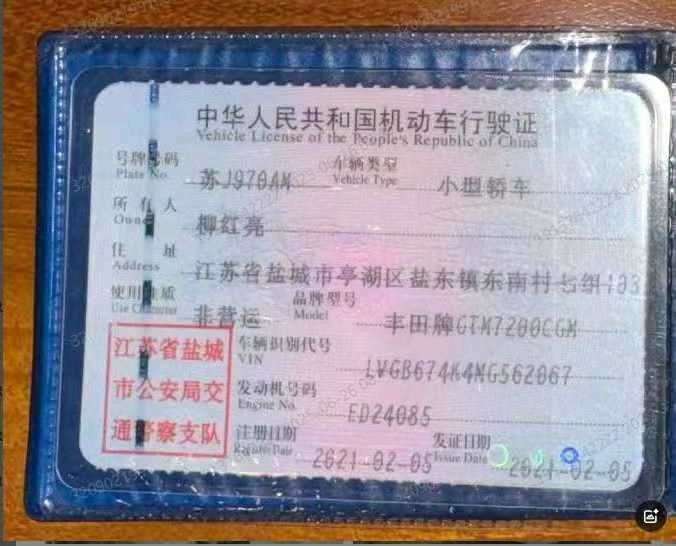 中华人民共和国机动车行驶证
Vehicle License of the People's Republic of China
号牌号码 Plate No. 苏J970AM 车辆类型 Vehicle Type 小型轿车
所有人 Owner 柳红亮
住址 Address 江苏省盐城市亭湖区盐东镇东南村七组103
使用性质 Use Character 非营运 品牌型号 Model 丰田牌GTM7200CGM
江苏省盐城
市公安局交
通警察支队
车辆识别代号 VIN LVGB674K4MG562067
发动机号码 Engine No. ED24085
注册日期 Register Date 2021-02-05 发证日期 Issue Date 2021-02-05